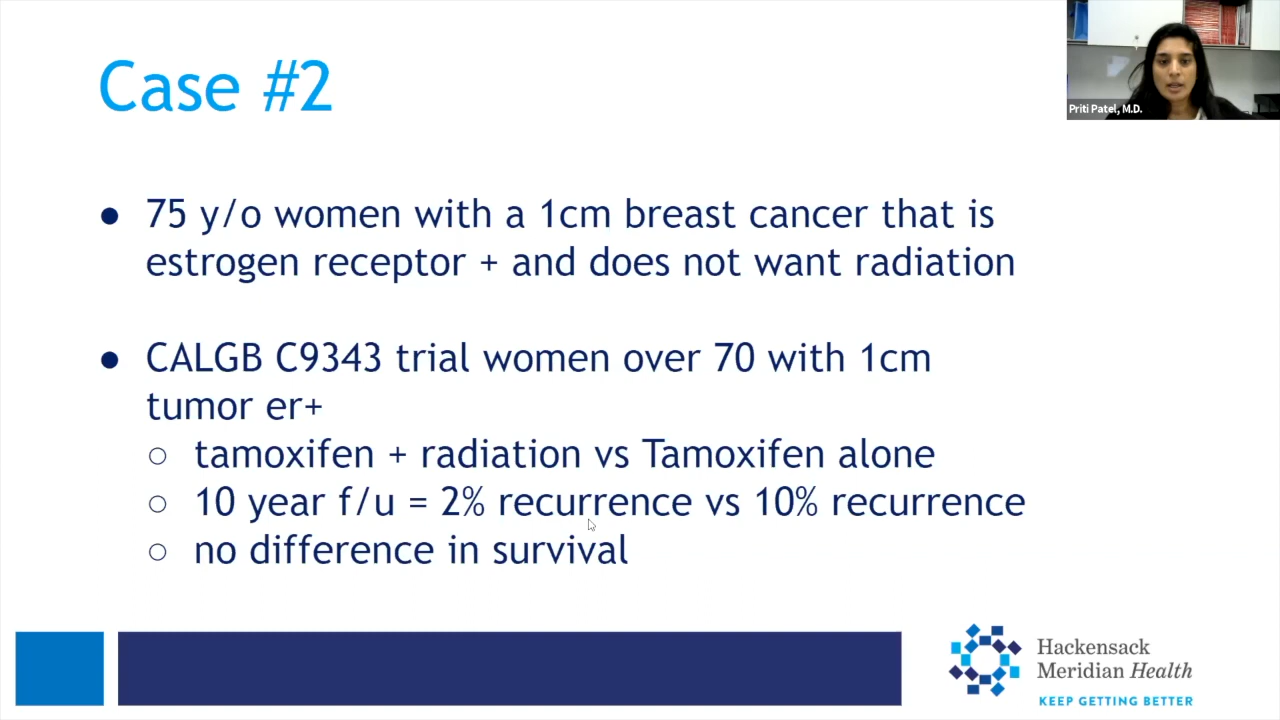 Case #2
Priti Patel, M.D.
● 75 y/o women with a 1cm breast cancer that is
estrogen receptor + and does not want radiation
● CALGB C9343 trial women over 70 with 1cm
tumor er+
○ tamoxifen + radiation vs Tamoxifen alone
○ 10 year f/u = 2% recurrence vs 10% recurrence
○ no difference in survival
Hackensack
Meridian Health
KEEP GETTING BETTER